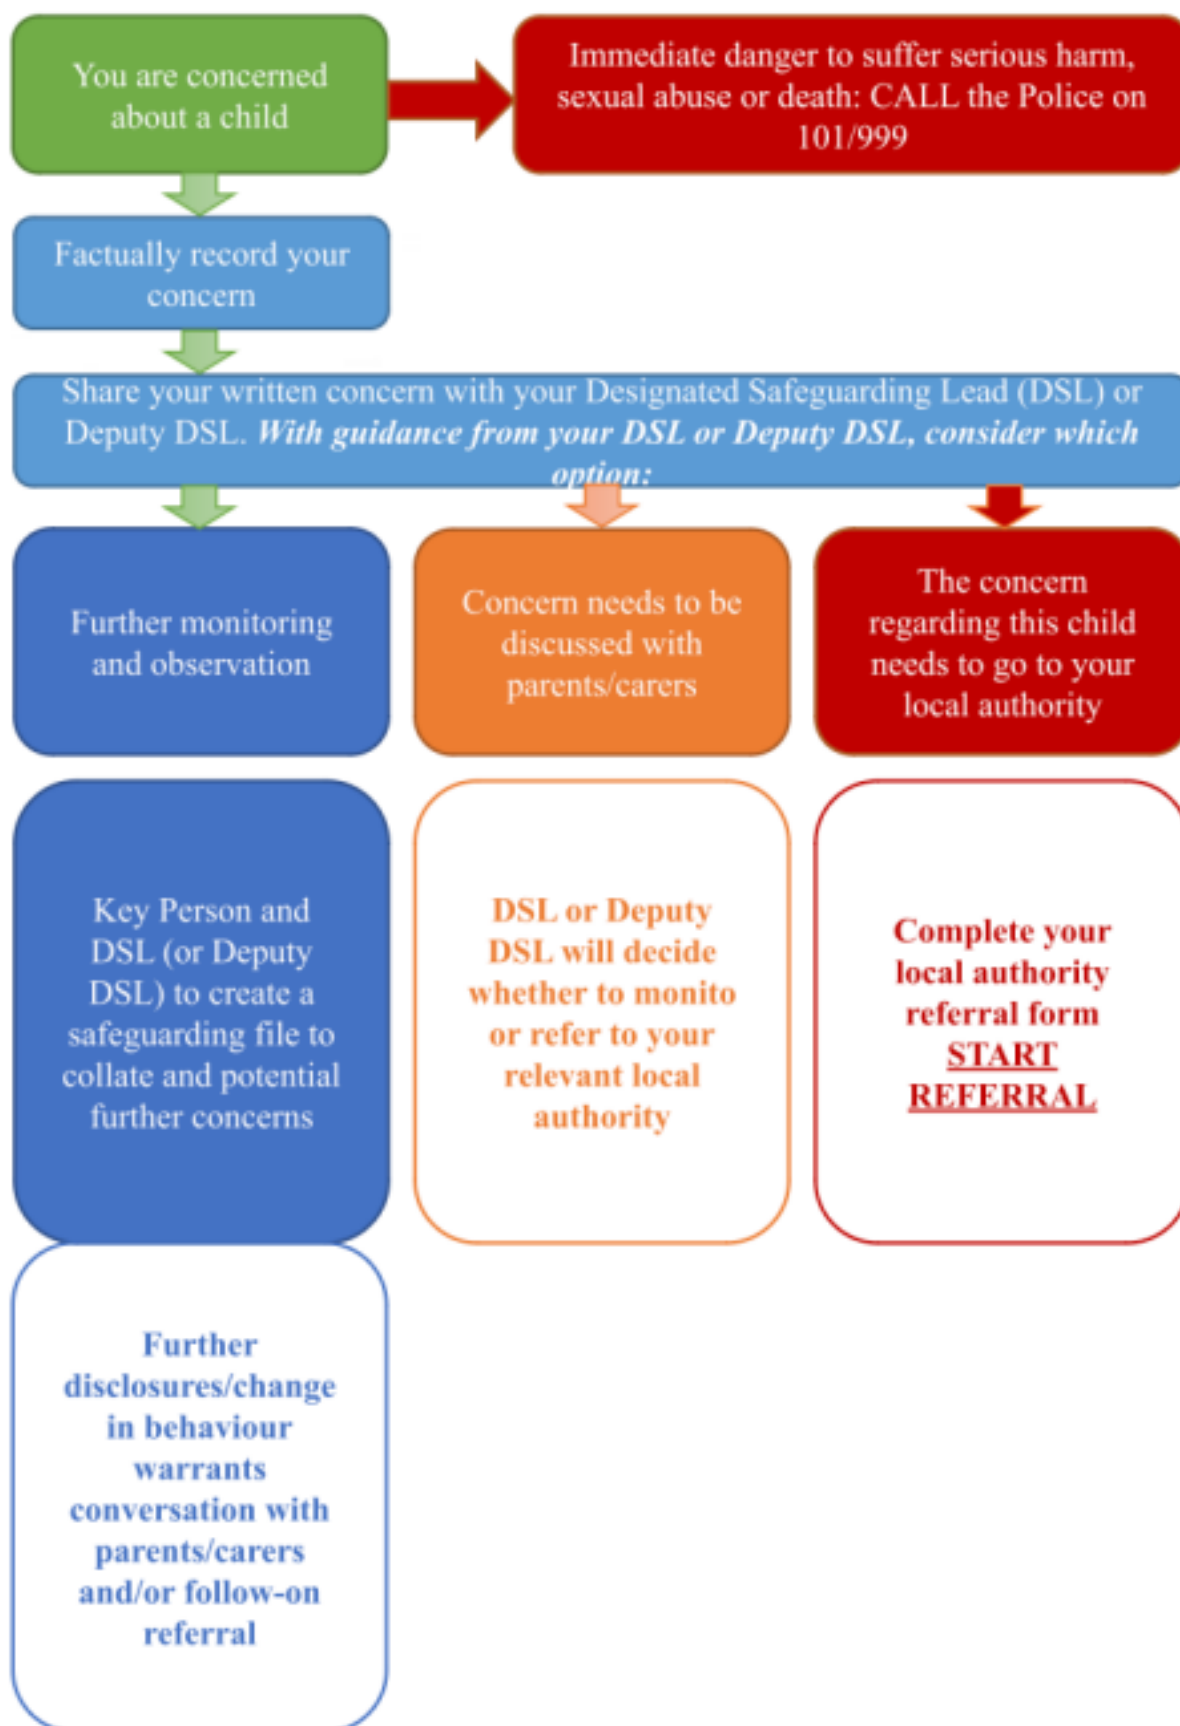 You are concerned
about a child
Immediate danger to suffer serious harm,
sexual abuse or death: CALL the Police on
101/999
Factually record your
concern
Share your written concern with your Designated Safeguarding Lead (DSL) or
Deputy DSL. With guidance from your DSL or Deputy DSL, consider which
option:
Further monitoring
and observation
Concern needs to be
discussed with
parents/carers
The concern
regarding this child
needs to go to your
local authority
Key Person and
DSL (or Deputy
DSL) to create a
safeguarding file to
collate and potential
further concerns
DSL or Deputy
DSL will decide
whether to monito
or refer to your
relevant local
authority
Complete your
local authority
referral form
START
REFERRAL
Further
disclosures/change
in behaviour
warrants
conversation with
parents/carers
and/or follow-on
referral